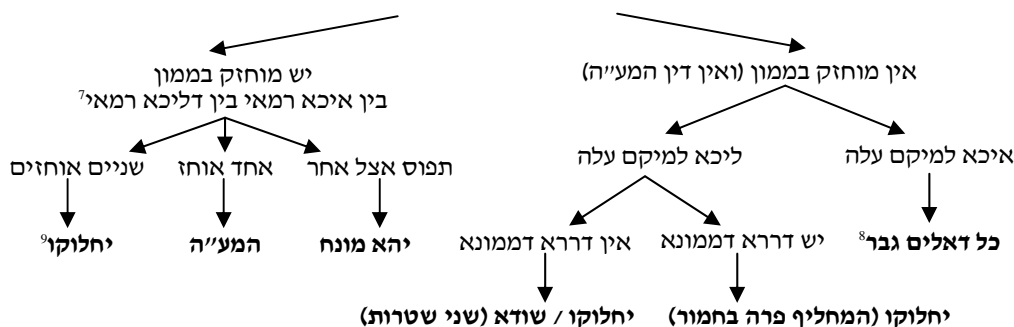 אין מוחזק בממון (ואין דין המע״ה)
יש מוחזק בממון
בין איכא רמאי בין דליכא רמאי⁷
איכא למיקם עלה
ליכא למיקם עלה
תפוס אצל אחר
אחד אוחז
שניים אוחזים
כל דאלים גבר⁸
יש דררא דממונא
אין דררא דממונא
יהא מונח
המע״ה
יחלוקו⁹
יחלוקו (המחליף פרה בחמור)
יחלוקו / שודא (שני שטרות)